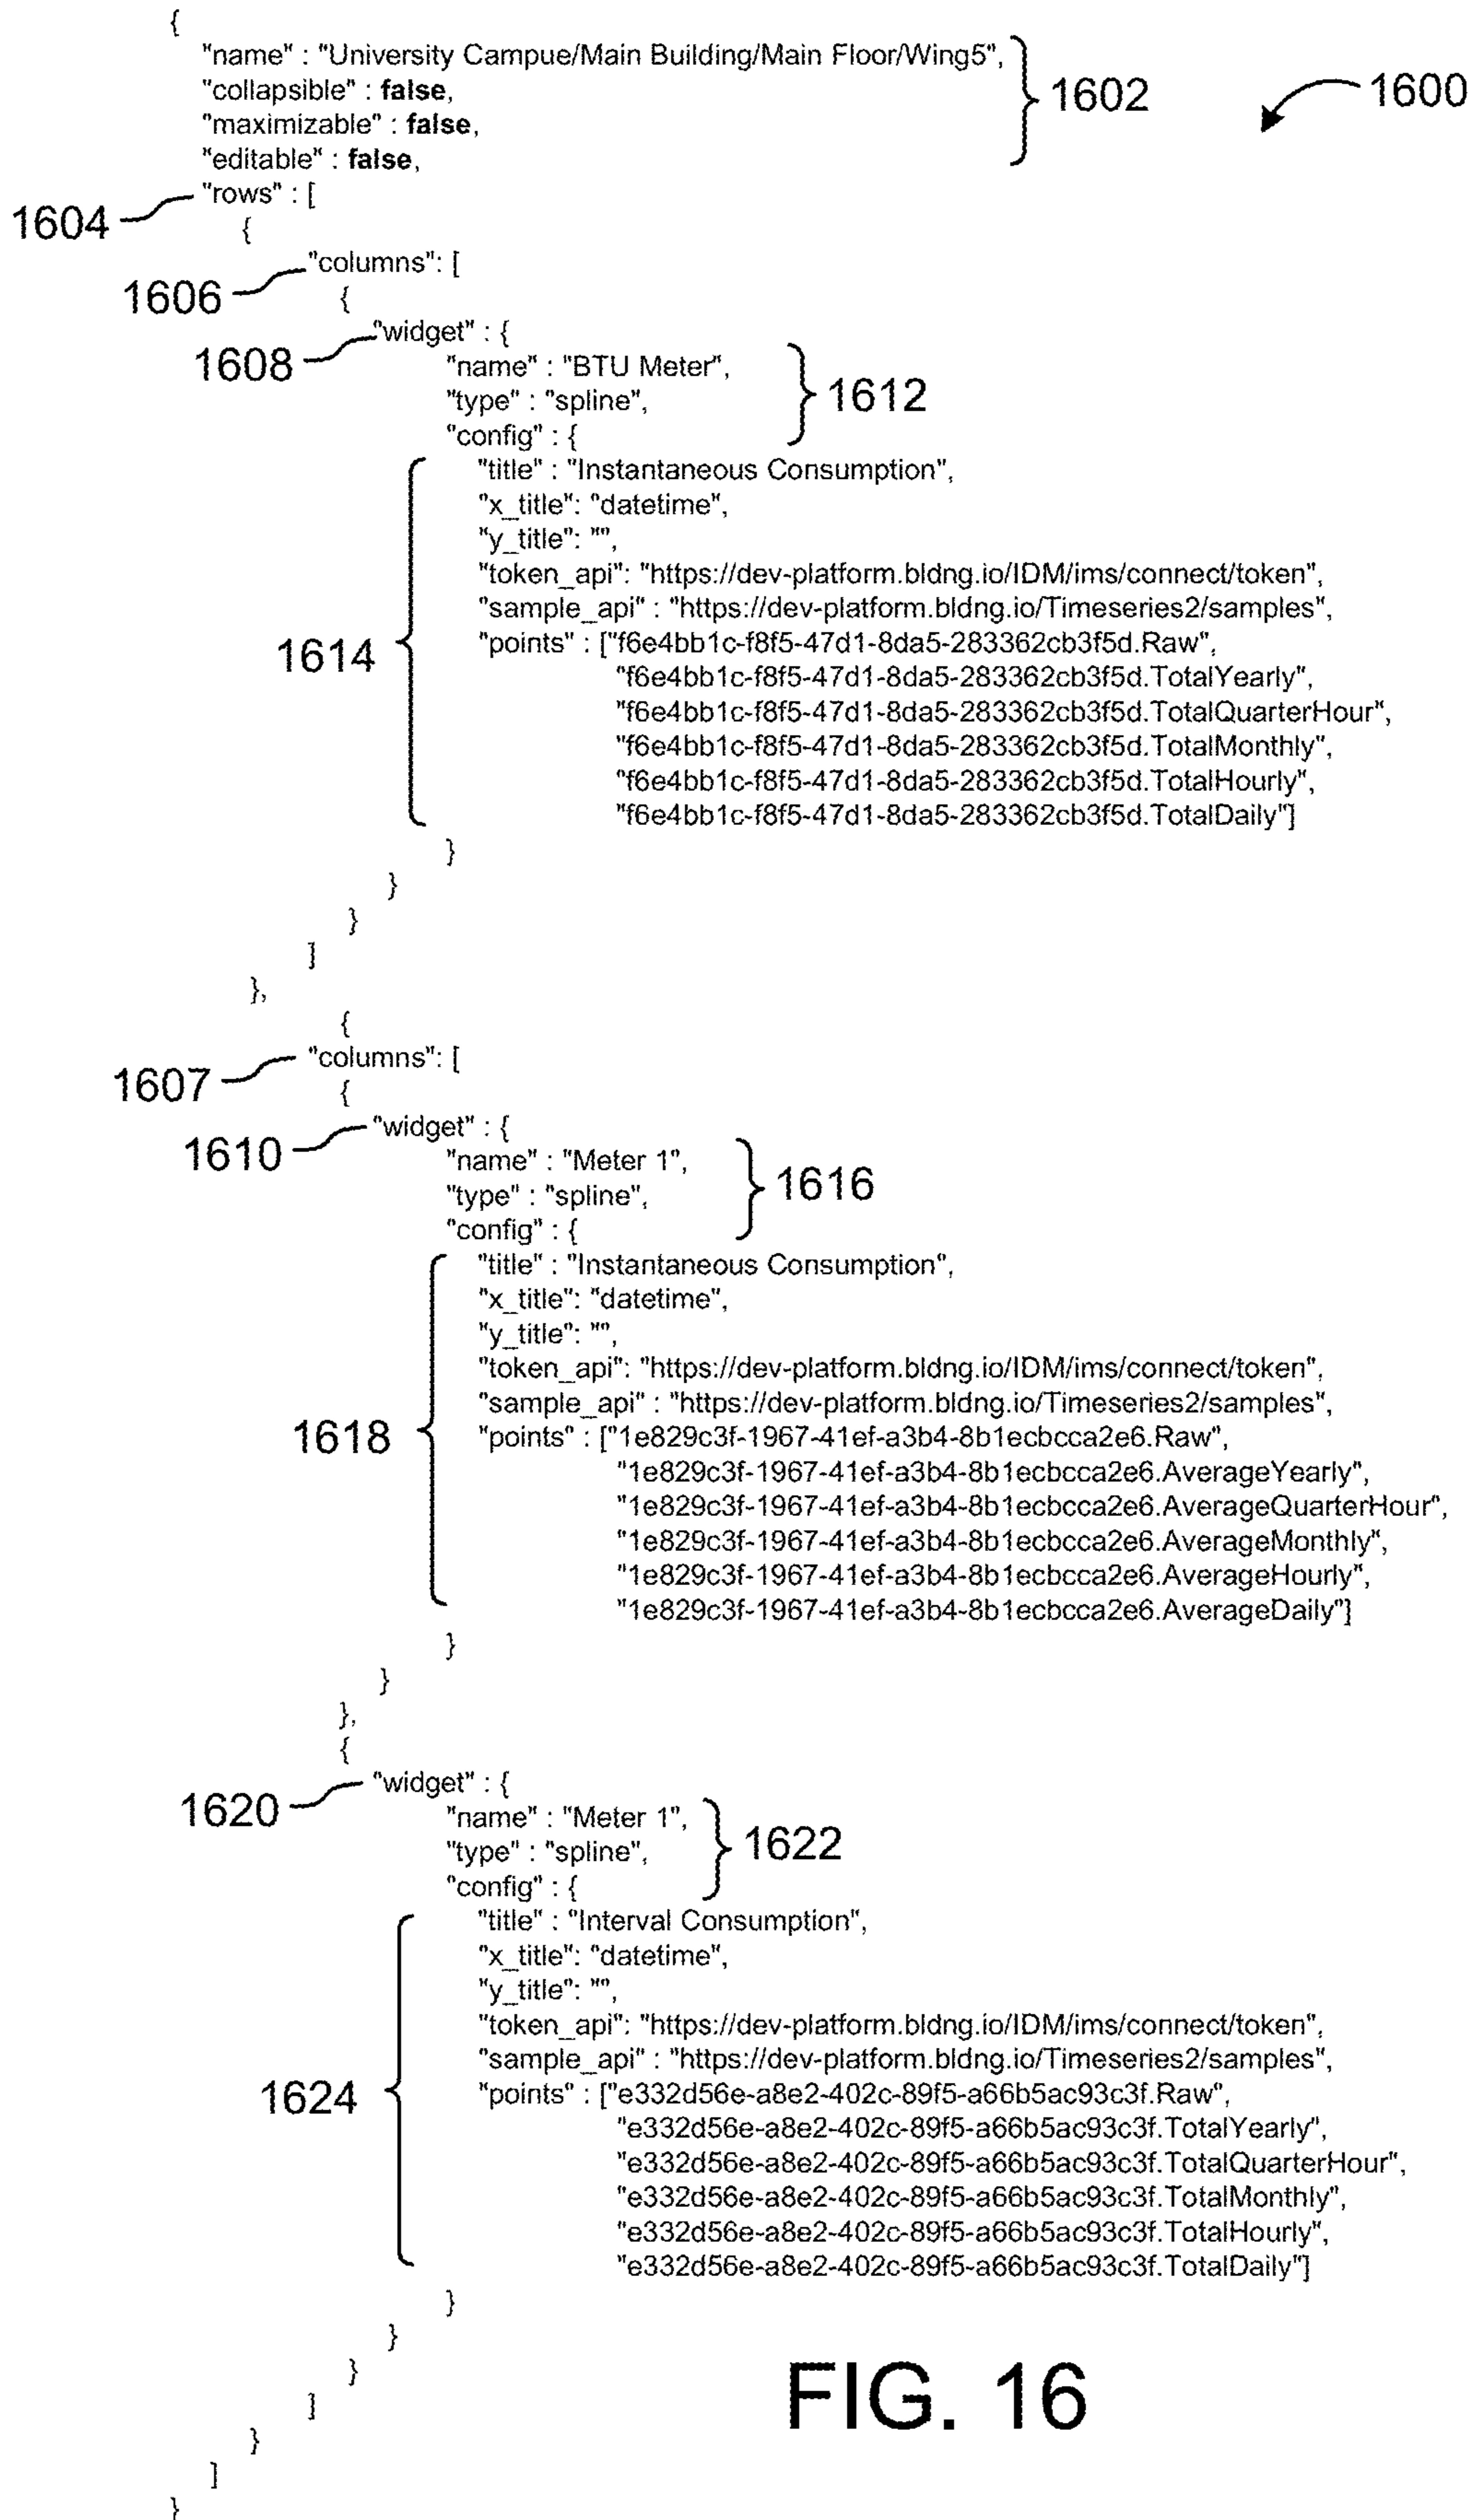 {
"name" : "University Campue/Main Building/Main Floor/Wing5",
"collapsible" : false,
"maximizable" : false,
"editable" : false,
1602
1600
1604
"rows" : [
{
1606
"columns": [
{
1608
"widget" : {
"name" : "BTU Meter",
"type" : "spline",
"config" : {
1612
1614
"title" : "Instantaneous Consumption",
"x_title": "datetime",
"y_title": "",
"token_api": "https://dev-platform.bldng.io/IDM/ims/connect/token",
"sample_api" : "https://dev-platform.bldng.io/Timeseries2/samples",
"points" : ["f6e4bb1c-f8f5-47d1-8da5-283362cb3f5d.Raw",
"f6e4bb1c-f8f5-47d1-8da5-283362cb3f5d.TotalYearly",
"f6e4bb1c-f8f5-47d1-8da5-283362cb3f5d.TotalQuarterHour",
"f6e4bb1c-f8f5-47d1-8da5-283362cb3f5d.TotalMonthly",
"f6e4bb1c-f8f5-47d1-8da5-283362cb3f5d.TotalHourly",
"f6e4bb1c-f8f5-47d1-8da5-283362cb3f5d.TotalDaily"]
}
}
}
]
},
{
1607
"columns": [
{
1610
"widget" : {
"name" : "Meter 1",
"type" : "spline",
"config" : {
1616
1618
"title" : "Instantaneous Consumption",
"x_title": "datetime",
"y_title": "",
"token_api": "https://dev-platform.bldng.io/IDM/ims/connect/token",
"sample_api" : "https://dev-platform.bldng.io/Timeseries2/samples",
"points" : ["1e829c3f-1967-41ef-a3b4-8b1ecbcca2e6.Raw",
"1e829c3f-1967-41ef-a3b4-8b1ecbcca2e6.AverageYearly",
"1e829c3f-1967-41ef-a3b4-8b1ecbcca2e6.AverageQuarterHour",
"1e829c3f-1967-41ef-a3b4-8b1ecbcca2e6.AverageMonthly",
"1e829c3f-1967-41ef-a3b4-8b1ecbcca2e6.AverageHourly",
"1e829c3f-1967-41ef-a3b4-8b1ecbcca2e6.AverageDaily"]
}
}
},
{
1620
"widget" : {
"name" : "Meter 1",
"type" : "spline",
"config" : {
1622
1624
"title" : "Interval Consumption",
"x_title": "datetime",
"y_title": "",
"token_api": "https://dev-platform.bldng.io/IDM/ims/connect/token",
"sample_api" : "https://dev-platform.bldng.io/Timeseries2/samples",
"points" : ["e332d56e-a8e2-402c-89f5-a66b5ac93c3f.Raw",
"e332d56e-a8e2-402c-89f5-a66b5ac93c3f.TotalYearly",
"e332d56e-a8e2-402c-89f5-a66b5ac93c3f.TotalQuarterHour",
"e332d56e-a8e2-402c-89f5-a66b5ac93c3f.TotalMonthly",
"e332d56e-a8e2-402c-89f5-a66b5ac93c3f.TotalHourly",
"e332d56e-a8e2-402c-89f5-a66b5ac93c3f.TotalDaily"]
}
}
}
]
}
]
}
FIG. 16